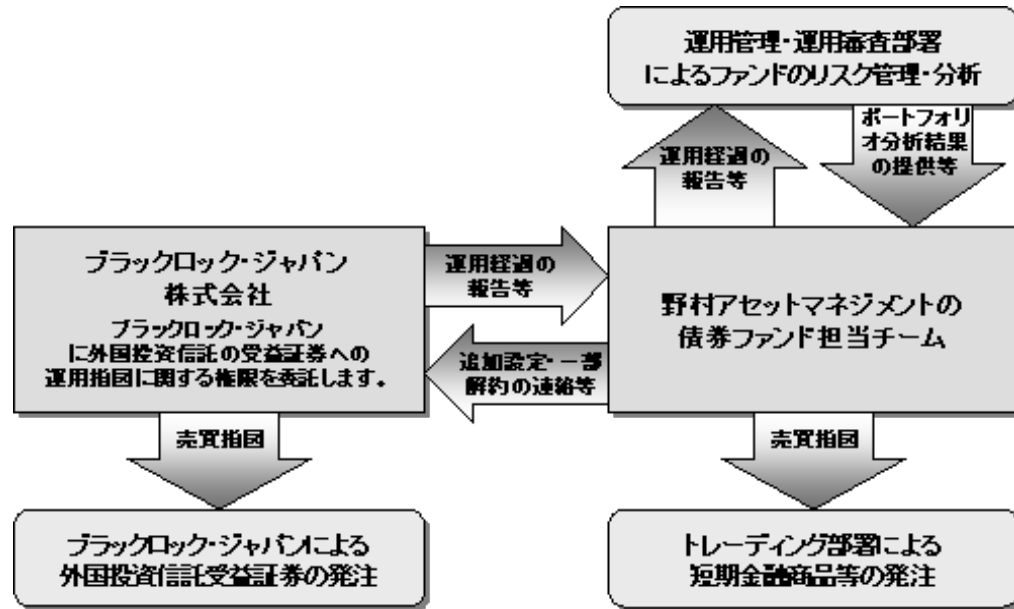 運用管理・運用審査部署
によるファンドのリスク管理・分析
運用経過の
報告等
ポートフォリ
オ分析結果
の提供等
ブラックロック・ジャパン
株式会社
ブラックロック・ジャパン
に外国投資信託の受益証券への
運用指図に関する権限を委託します。
運用経過の
報告等
追加設定・一部
解約の連絡等
野村アセットマネジメントの
債券ファンド担当チーム
売買指図
売買指図
ブラックロック・ジャパンによる
外国投資信託受益証券の発注
トレーディング部署による
短期金融商品等の発注